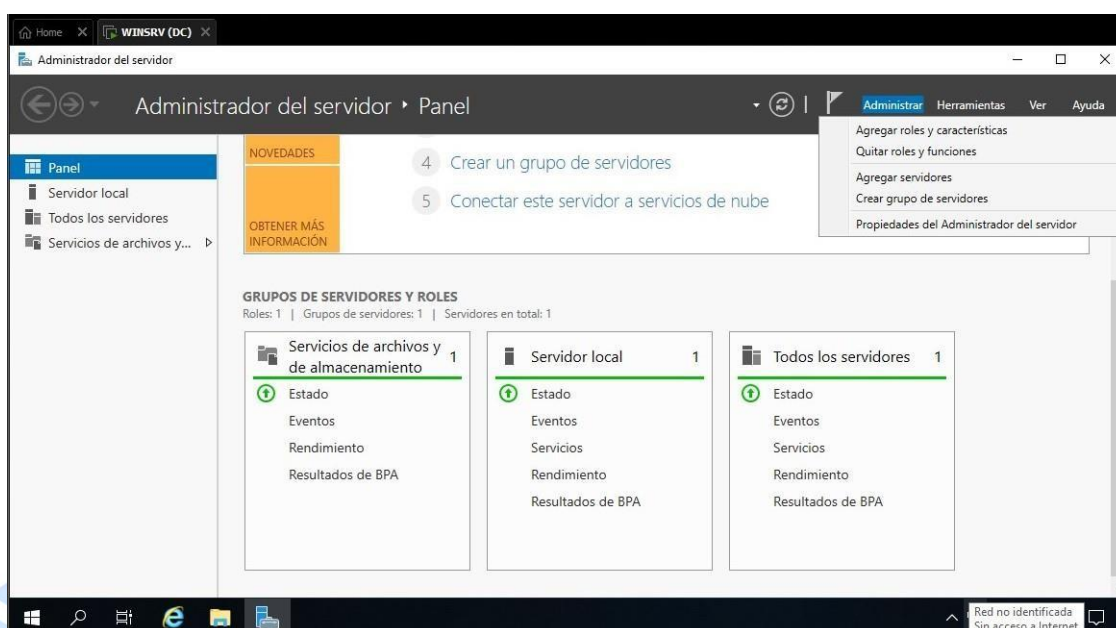 Home
WINSRV (DC)
Administrador del servidor
Administrador del servidor • Panel
Administrar Herramientas Ver Ayuda
Agregar roles y características
Quitar roles y funciones
Agregar servidores
Crear grupo de servidores
Propiedades del Administrador del servidor
Panel
Servidor local
Todos los servidores
Servicios de archivos y...
NOVEDADES
OBTENER MÁS
INFORMACIÓN
4 Crear un grupo de servidores
5 Conectar este servidor a servicios de nube
GRUPOS DE SERVIDORES Y ROLES
Roles: 1 | Grupos de servidores: 1 | Servidores en total: 1
Servicios de archivos y
de almacenamiento
1
Estado
Eventos
Rendimiento
Resultados de BPA
Servidor local 1
Estado
Eventos
Servicios
Rendimiento
Resultados de BPA
Todos los servidores 1
Estado
Eventos
Servicios
Rendimiento
Resultados de BPA
Red no identificada
Sin acceso a Internet